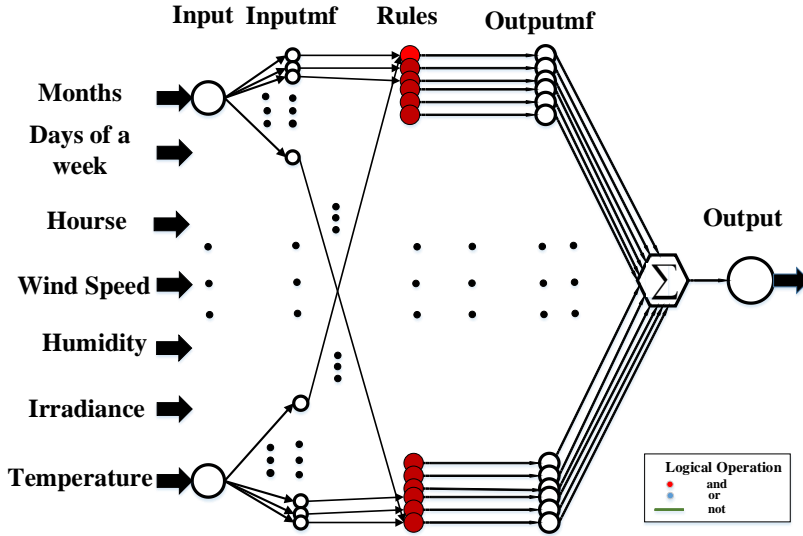 Input Inputmf Rules Outputmf
Months
Days of a
week
Hourse
Wind Speed
Humidity
Irradiance
Temperature
Output
Σ
Logical Operation
and
or
not